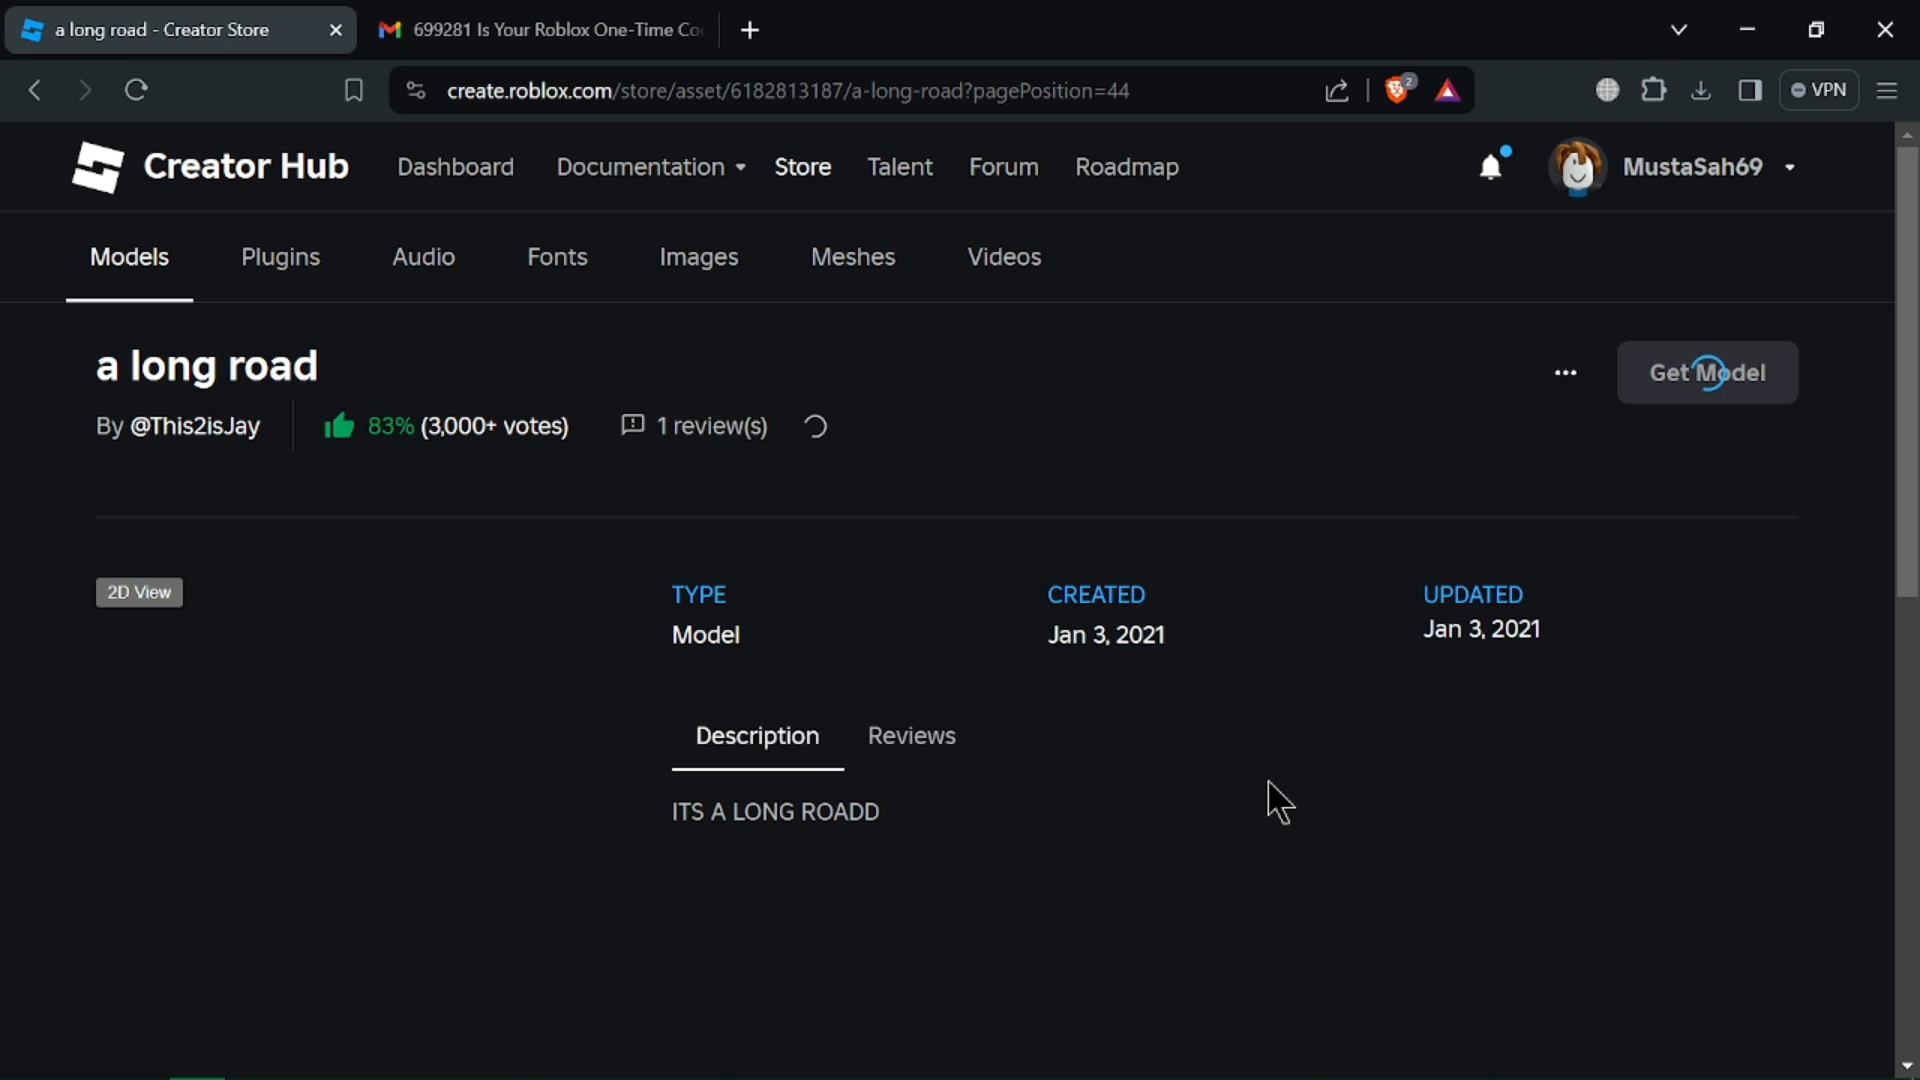 a long road - Creator Store
699281 Is Your Roblox One-Time Co
create.roblox.com/store/asset/6182813187/a-long-road?pagePosition=44
2
VPN
Creator Hub
Dashboard
Documentation
Store
Talent
Forum
Roadmap
MustaSah69
Models
Plugins
Audio
Fonts
Images
Meshes
Videos
a long road
Get Model
By @This2isJay
83% (3,000+ votes)
1 review(s)
2D View
TYPE
CREATED
UPDATED
Model
Jan 3, 2021
Jan 3, 2021
Description
Reviews
ITS A LONG ROADD